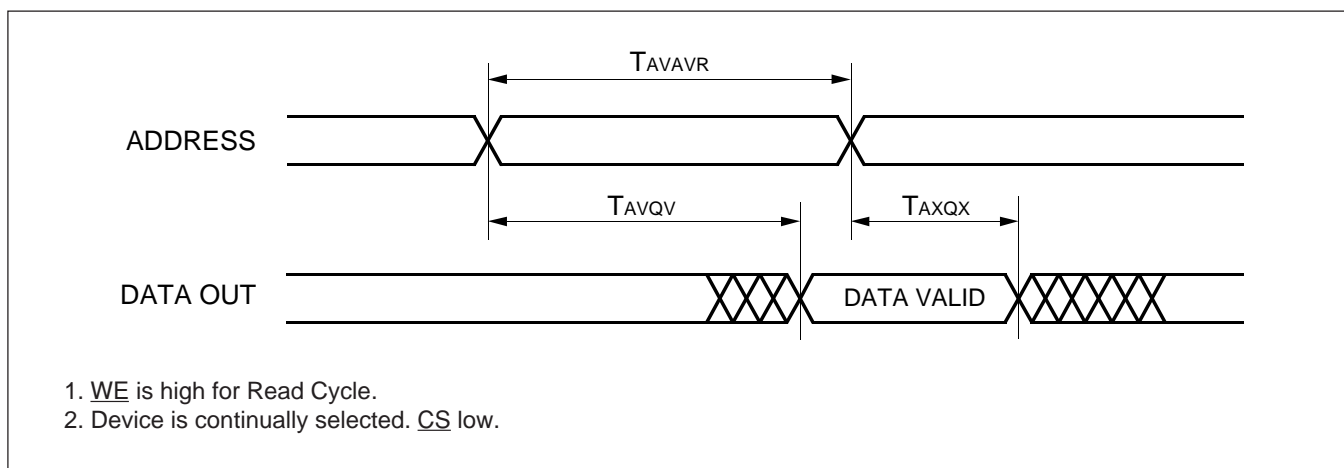 TAVAVR
ADDRESS
TAVQV
TAXQX
DATA OUT
DATA VALID
1. WE is high for Read Cycle.
2. Device is continually selected. CS low.